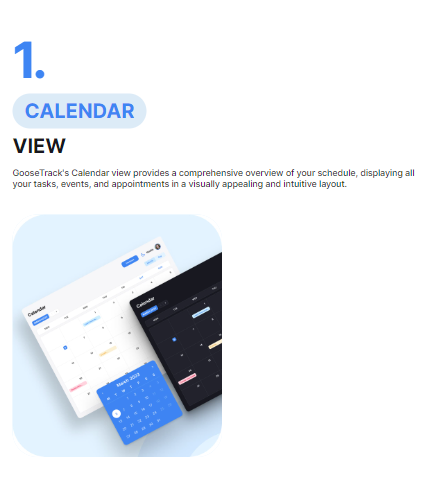 1.
CALENDAR
VIEW
GooseTrack's Calendar view provides a comprehensive overview of your schedule, displaying all
your tasks, events, and appointments in a visually appealing and intuitive layout.
Calendar
Calendar
March 2023